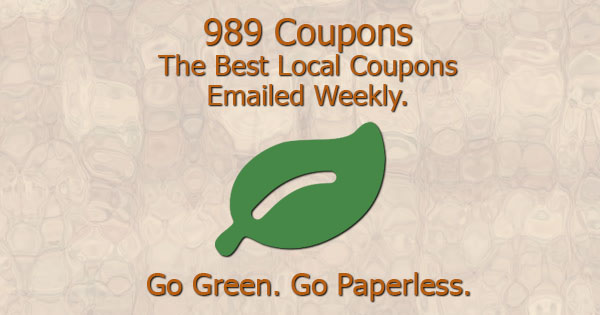 989 Coupons
The Best Local Coupons
Emailed Weekly.
Go Green. Go Paperless.